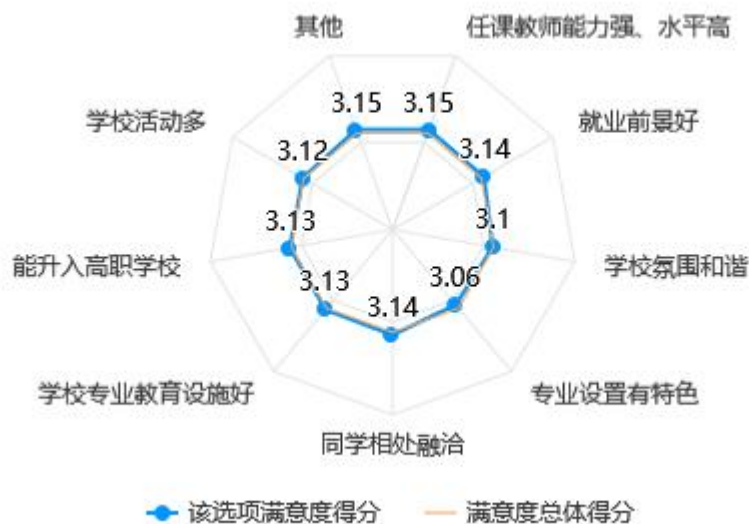 其他
任课教师能力强、水平高
3.15
3.15
学校活动多
就业前景好
3.12
3.14
3.13
3.1
能升入高职学校
学校氛围和谐
3.13
3.06
3.14
学校专业教育设施好
专业设置有特色
同学相处融洽
该选项满意度得分
满意度总体得分